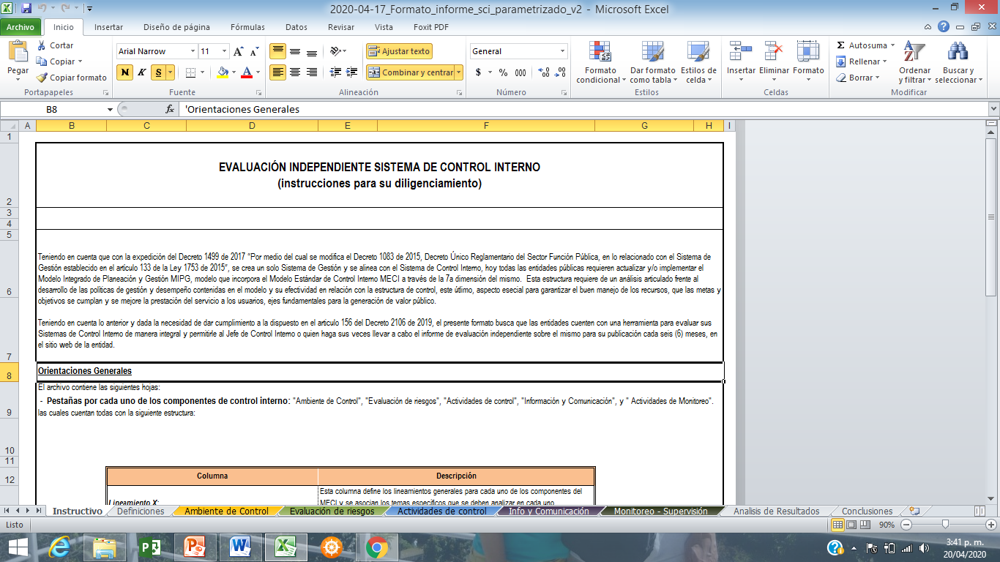 2020-04-17_Formato_informe_sci_parametrizado_v2 - Microsoft Excel
Archivo Inicio Insertar Diseño de página Fórmulas Datos Revisar Vista Foxit PDF
Pegar
Cortar
Copiar
Copiar formato
Portapapeles
Arial Narrow 11
N K S
Fuente
Ajustar texto
Combinar y centrar
Alineación
General
$ % 000
Número
Formato condicional
Dar formato como tabla
Estilos de celda
Estilos
Insertar Eliminar Formato
Celdas
Σ Autosuma
Rellenar
Borrar
Ordenar y filtrar
Buscar y seleccionar
Modificar
B8 fx 'Orientaciones Generales
A B C D E F G H I
1
2
3
4
5
6
7
8
9
10
11
12
EVALUACIÓN INDEPENDIENTE SISTEMA DE CONTROL INTERNO
(instrucciones para su diligenciamiento)
Teniendo en cuenta que con la expedición del Decreto 1499 de 2017 “Por medio del cual se modifica el Decreto 1083 de 2015, Decreto Único Reglamentario del Sector Función Pública, en lo relacionado con el Sistema de
Gestión establecido en el artículo 133 de la Ley 1753 de 2015”, se crea un solo Sistema de Gestión y se alinea con el Sistema de Control Interno, hoy todas las entidades públicas requieren actualizar y/o implementar el
Modelo Integrado de Planeación y Gestión MIPG, modelo que incorpora el Modelo Estándar de Control Interno MECI a través de la 7a dimensión del mismo. Esta estructura requiere de un análisis articulado frente al
desarrollo de las políticas de gestión y desempeño contenidas en el modelo y su efectividad en relación con la estructura de control, este útlimo, aspecto esecial para garantizar el buen manejo de los recursos, que las metas y
objetivos se cumplan y se mejore la prestación del servicio a los usuarios, ejes fundamentales para la generación de valor público.
Teniendo en cuenta lo anterior y dada la necesidad de dar cumplimiento a la dispuesto en el articulo 156 del Decreto 2106 de 2019, el presente formato busca que las entidades cuenten con una herramienta para evaluar sus
Sistemas de Control Interno de manera integral y permitirle al Jefe de Control Interno o quien haga sus veces llevar a cabo el informe de evaluación independiente sobre el mismo para su publicación cada seis (6) meses, en
el sitio web de la entidad.
Orientaciones Generales
El archivo contiene las siguientes hojas:
- Pestañas por cada uno de los componentes de control interno: "Ambiente de Control", "Evaluación de riesgos", "Actividades de control", "Información y Comunicación", y " Actividades de Monitoreo".
las cuales cuentan todas con la siguiente estructura:
Columna Descripción
Lineamiento X:
Esta columna define los lineamientos generales para cada uno de los componentes del
MECI y se asocian los temas específicos que se deben analizar en cada uno
Instructivo Definiciones Ambiente de Control Evaluación de riesgos Actividades de control Info y Comunicación Monitoreo - Supervisión Analisis de Resultados Conclusiones
Listo 90%
3:41 p. m.
20/04/2020